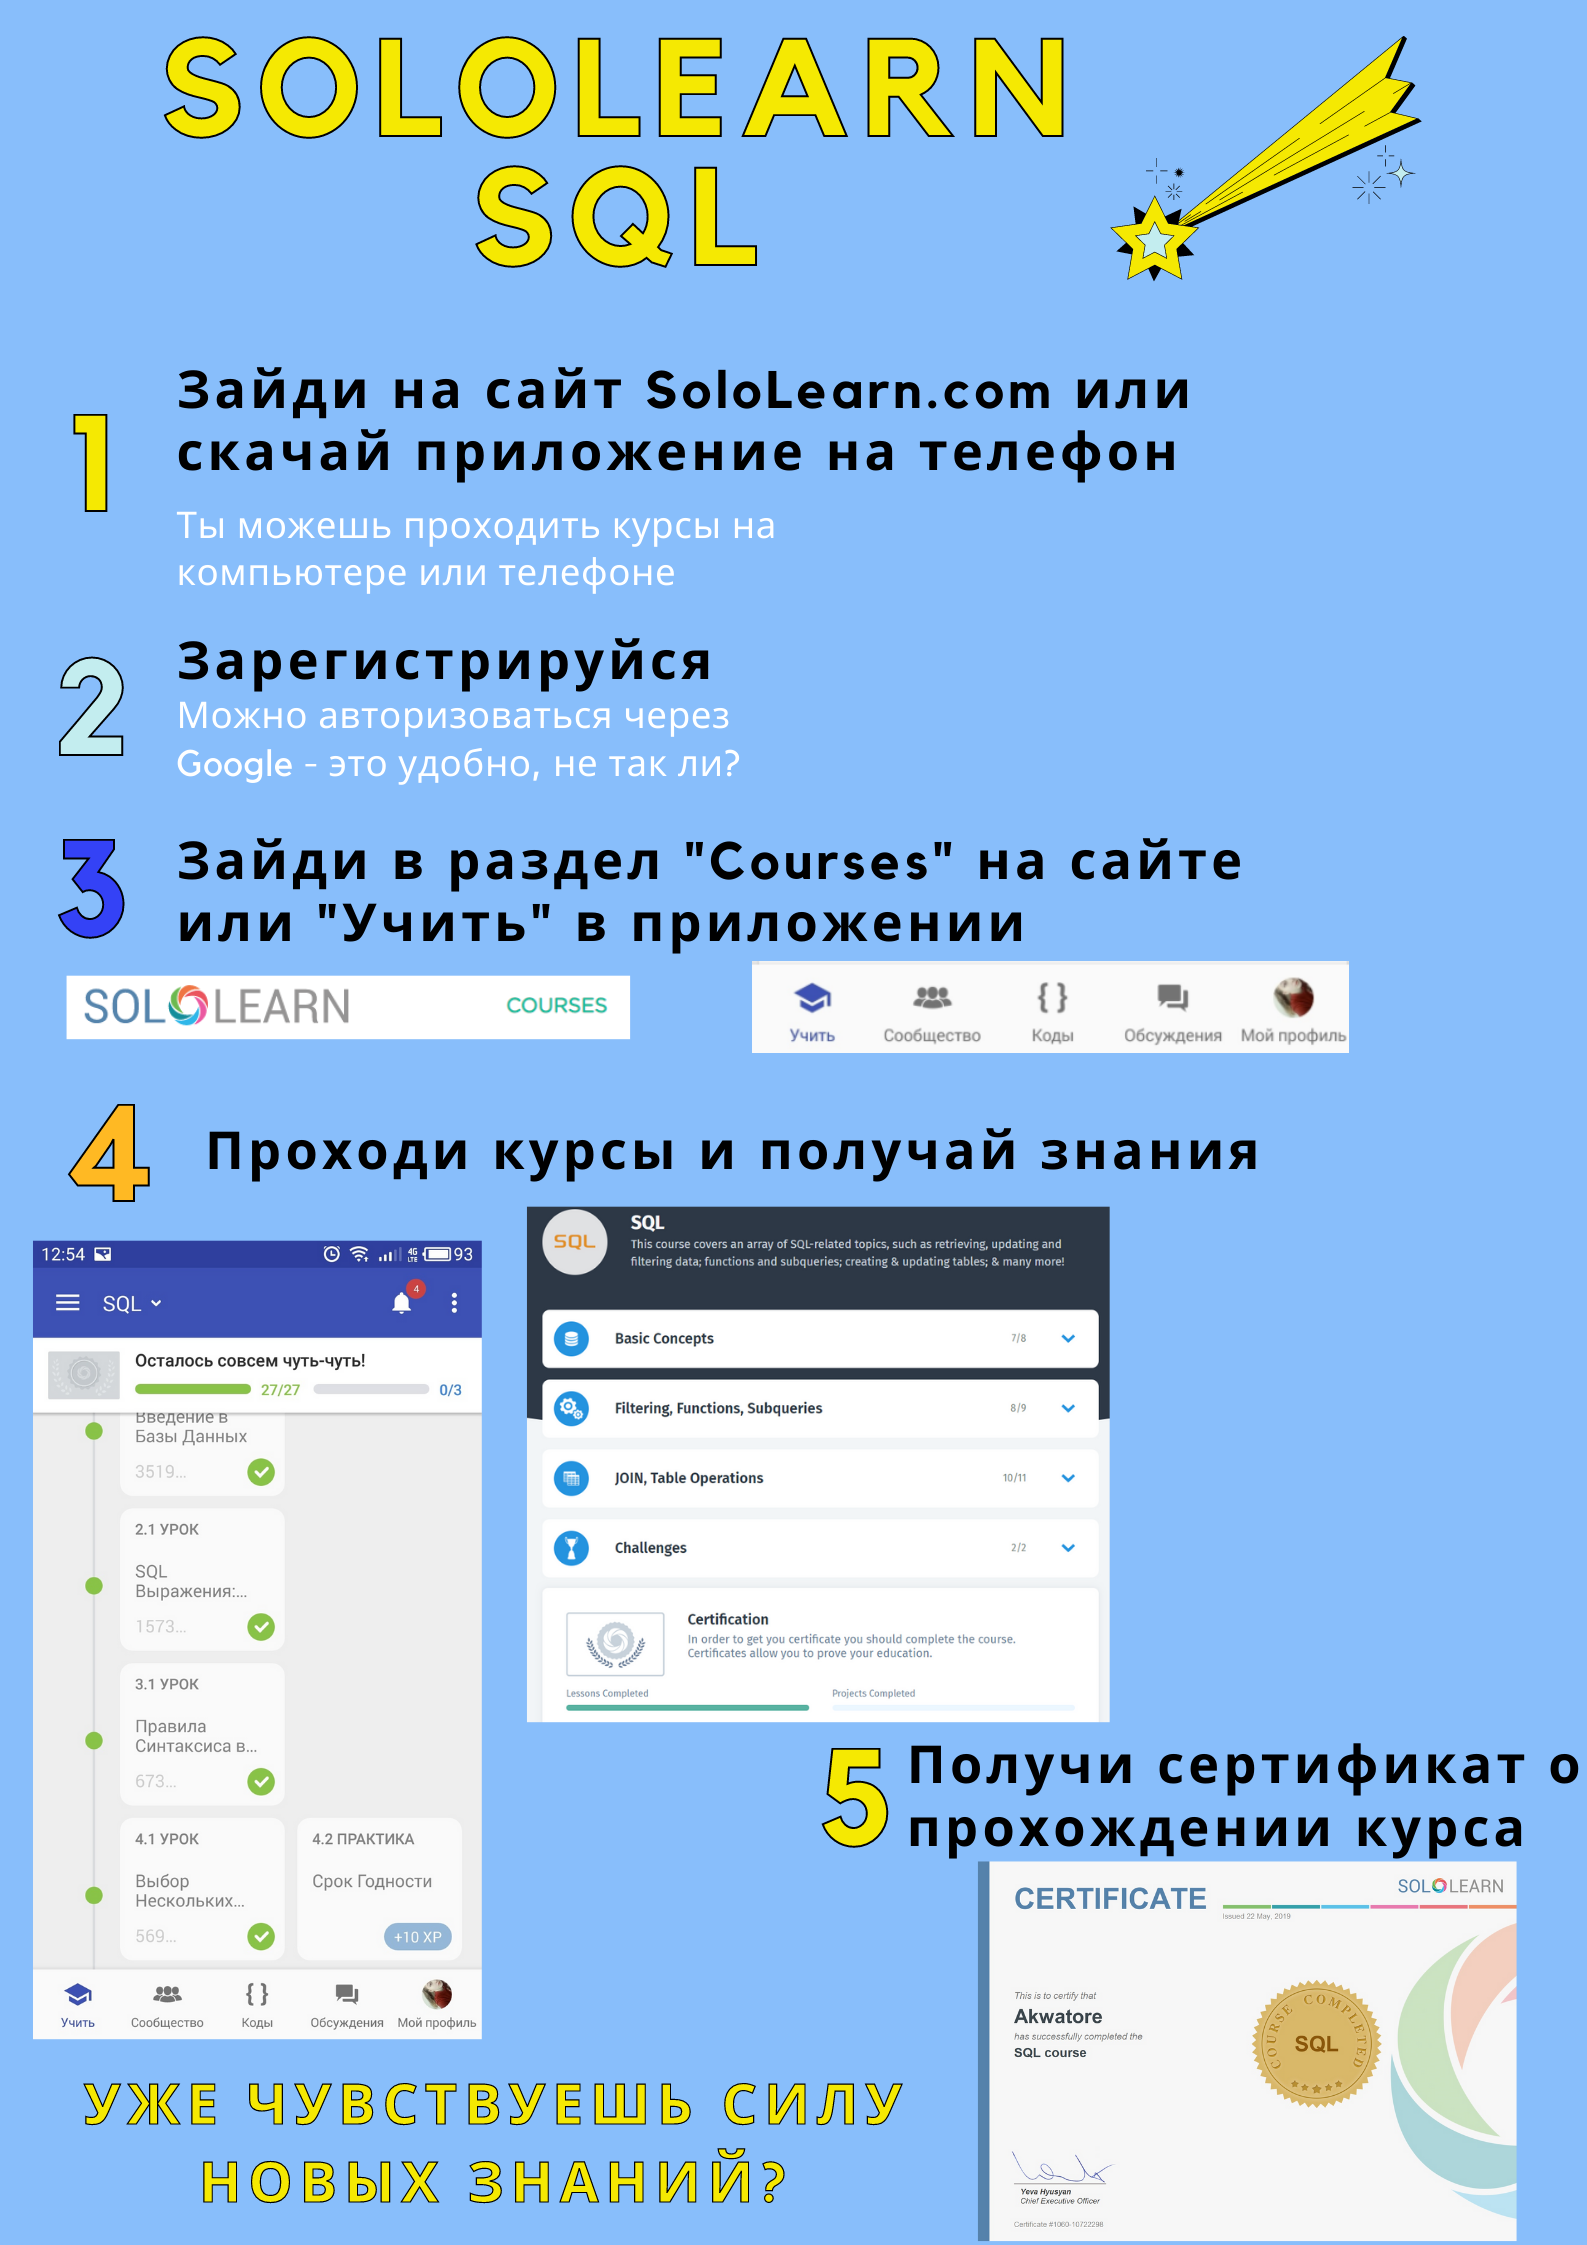 SOLOLEARN
SQL
1
Зайди на сайт SoloLearn.com или
скачай приложение на телефон
Ты можешь проходить курсы на
компьютере или телефоне
2
Зарегистрируйся
Можно авторизоваться через
Google - это удобно, не так ли?
3
Зайди в раздел "Courses" на сайте
или "Учить" в приложении
SOLOLEARN COURSES
Учить Сообщество Коды Обсуждения Мой профиль
4
Проходи курсы и получай знания
12:54 4G LTE 93
SQL 4
Осталось совсем чуть-чуть!
27/27 0/3
Введение в
Базы Данных
3519...
2.1 УРОК
SQL
Выражения:...
1573...
3.1 УРОК
Правила
Синтаксиса в...
673...
4.1 УРОК
Выбор
Нескольких...
569...
4.2 ПРАКТИКА
Срок Годности
+10 XP
Учить Сообщество Коды Обсуждения Мой профиль
SQL
SQL
This course covers an array of SQL-related topics, such as retrieving, updating and
filtering data; functions and subqueries; creating & updating tables; & many more!
Basic Concepts 7/8
Filtering, Functions, Subqueries 8/9
JOIN, Table Operations 10/11
Challenges 2/2
Certification
In order to get you certificate you should complete the course.
Certificates allow you to prove your education.
Lessons Completed Projects Completed
5
Получи сертификат о
прохождении курса
CERTIFICATE
SOLOLEARN
Issued 22 May, 2019
This is to certify that
Akwatore
has successfully completed the
SQL course
COURSE COMPLETED
SQL
Yeva Hyusyan
Chief Executive Officer
Certificate #1060-10722298
УЖЕ ЧУВСТВУЕШЬ СИЛУ
НОВЫХ ЗНАНИЙ?